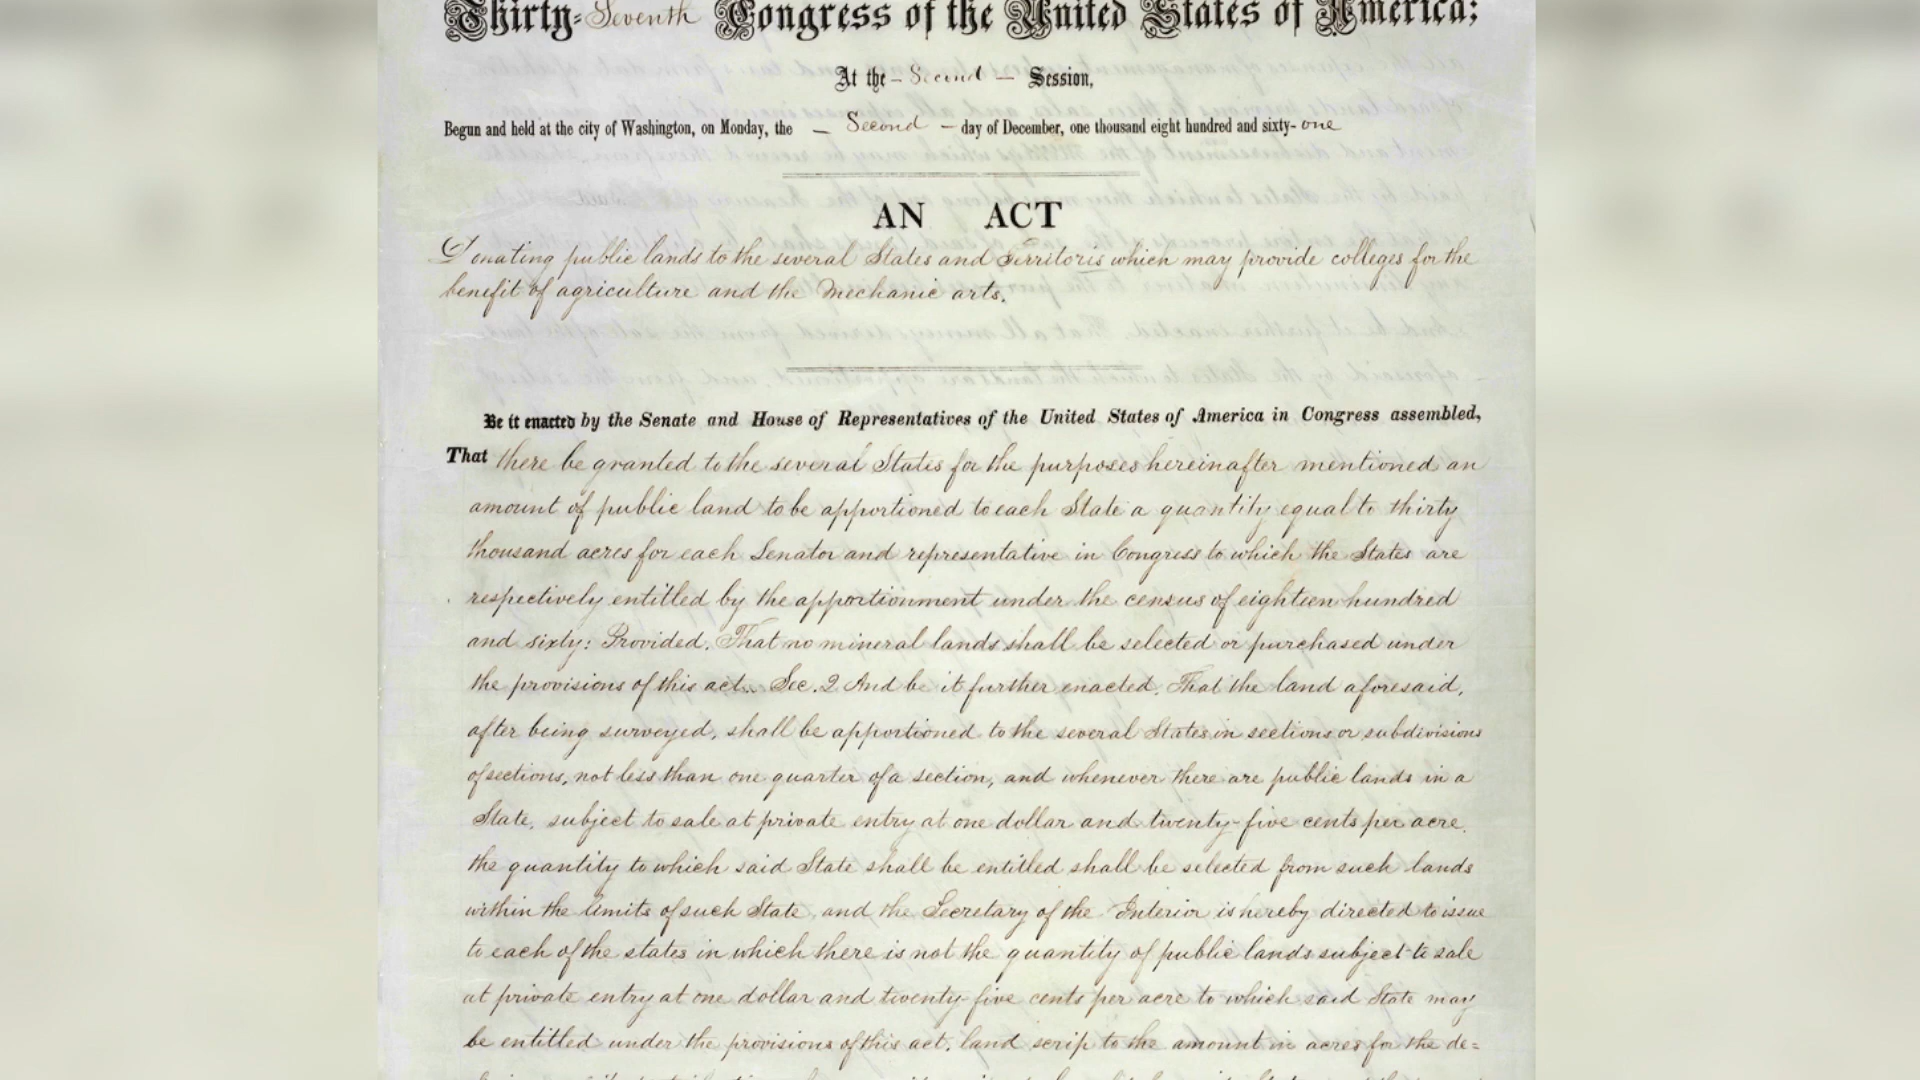 Thirty-Seventh Congress of the United States of America;
At the - Second - Session,
Begun and held at the city of Washington, on Monday, the - Second - day of December, one thousand eight hundred and sixty-one
AN ACT
Donating public lands to the several States and Territoris which may provide colleges for the
benefit of agriculture and the Mechanic arts.
Be it enacted by the Senate and House of Representatives of the United States of America in Congress assembled,
That there be granted to the several States for the purposes hereinafter mentioned an
amount of public land to be apportioned to each State a quantity equal to thirty
thousand acres for each Senator and representative in Congress to which the States are
respectively entitled by the apportionment under the census of eighteen hundred
and sixty: Provided. That no mineral lands shall be selected or purchased under
the provisions of this act. Sec. 2 And be it further enacted. That the land aforesaid,
after being surveyed, shall be apportioned to the several States in sections or subdivisions
of sections, not less than one quarter of a section, and whenever there are public lands in a
State, subject to sale at private entry at one dollar and twenty-five cents per acre,
the quantity to which said State shall be entitled shall be selected from such lands
within the limits of such State, and the Secretary of the Interior is hereby directed to issue
to each of the states in which there is not the quantity of public lands subject to sale
at private entry at one dollar and twenty-five cents per acre to which said State may
be entitled under the provisions of this act, land scrip to the amount in acres for the de=